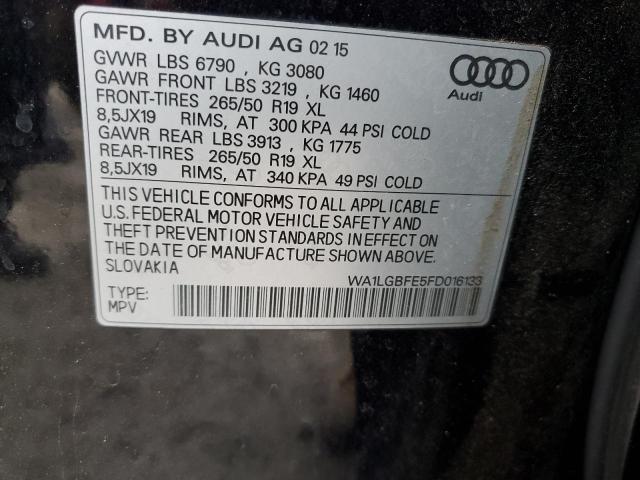 MFD. BY AUDI AG 02 15
GVWR LBS 6790 , KG 3080
GAWR FRONT LBS 3219 , KG 1460
FRONT-TIRES 265/50 R19 XL
8,5JX19 RIMS, AT 300 KPA 44 PSI COLD
GAWR REAR LBS 3913 , KG 1775
REAR-TIRES 265/50 R19 XL
8,5JX19 RIMS, AT 340 KPA 49 PSI COLD
Audi
THIS VEHICLE CONFORMS TO ALL APPLICABLE
U.S. FEDERAL MOTOR VEHICLE SAFETY AND
THEFT PREVENTION STANDARDS IN EFFECT ON
THE DATE OF MANUFACTURE SHOWN ABOVE
SLOVAKIA
WA1LGBFE5FD016133
TYPE:
MPV